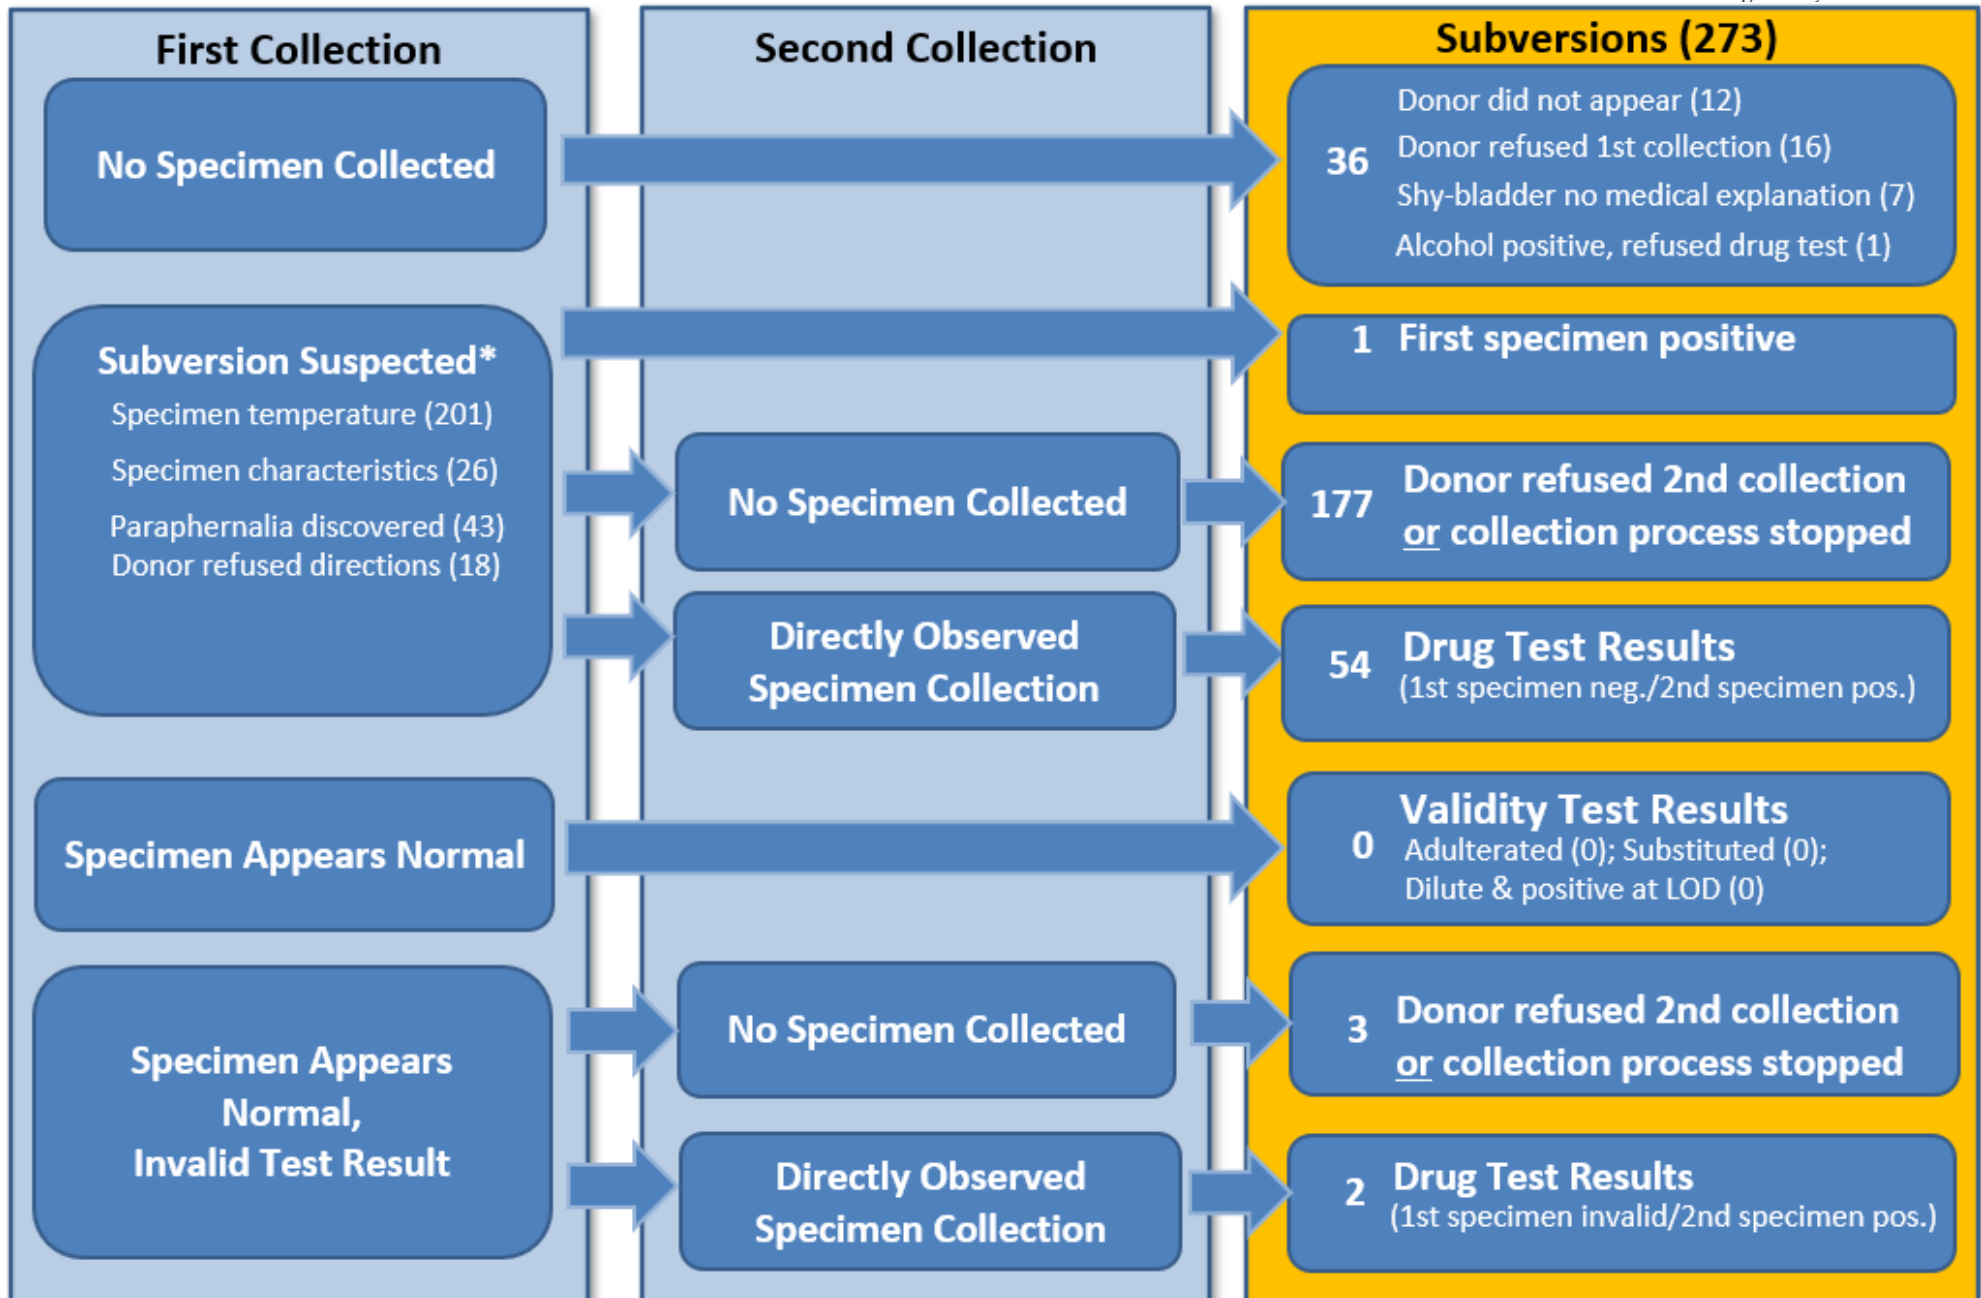 First Collection
Second Collection
Subversions (273)
No Specimen Collected
36
Donor did not appear (12)
Donor refused 1st collection (16)
Shy-bladder no medical explanation (7)
Alcohol positive, refused drug test (1)
Subversion Suspected*
Specimen temperature (201)
Specimen characteristics (26)
Paraphernalia discovered (43)
Donor refused directions (18)
1 First specimen positive
No Specimen Collected
177
Donor refused 2nd collection
or collection process stopped
Directly Observed
Specimen Collection
54
Drug Test Results
(1st specimen neg./2nd specimen pos.)
Specimen Appears Normal
0
Validity Test Results
Adulterated (0); Substituted (0);
Dilute & positive at LOD (0)
Specimen Appears
Normal,
Invalid Test Result
No Specimen Collected
3
Donor refused 2nd collection
or collection process stopped
Directly Observed
Specimen Collection
2
Drug Test Results
(1st specimen invalid/2nd specimen pos.)